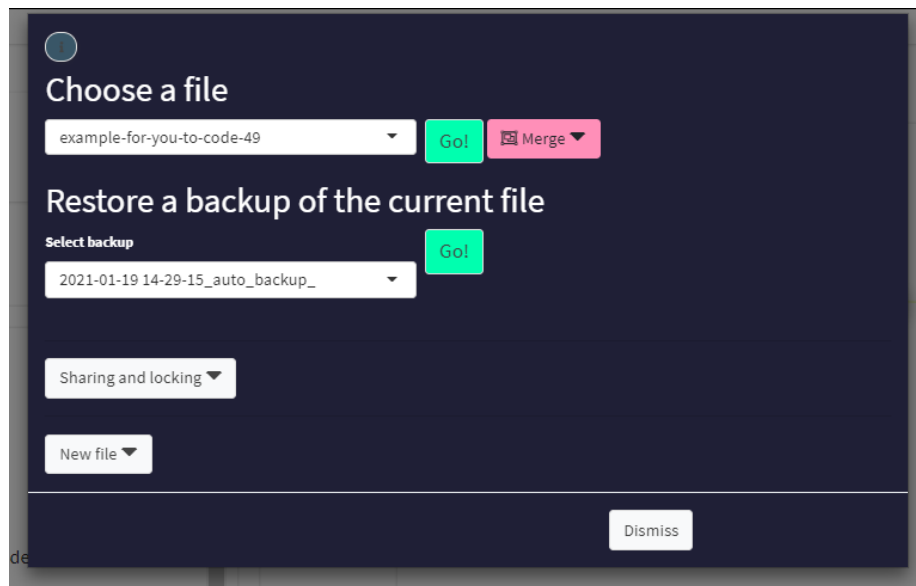 i
Choose a file
example-for-you-to-code-49
Go!
Merge
Restore a backup of the current file
Select backup
Go!
2021-01-19 14-29-15_auto_backup_
Sharing and locking
New file
Dismiss
de